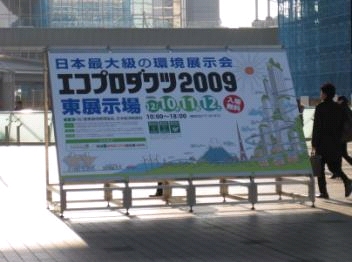 日本最大級の環境展示会
エコプロダクツ2009
東展示場 12/10.11.12.
10:00～18:00
入場無料